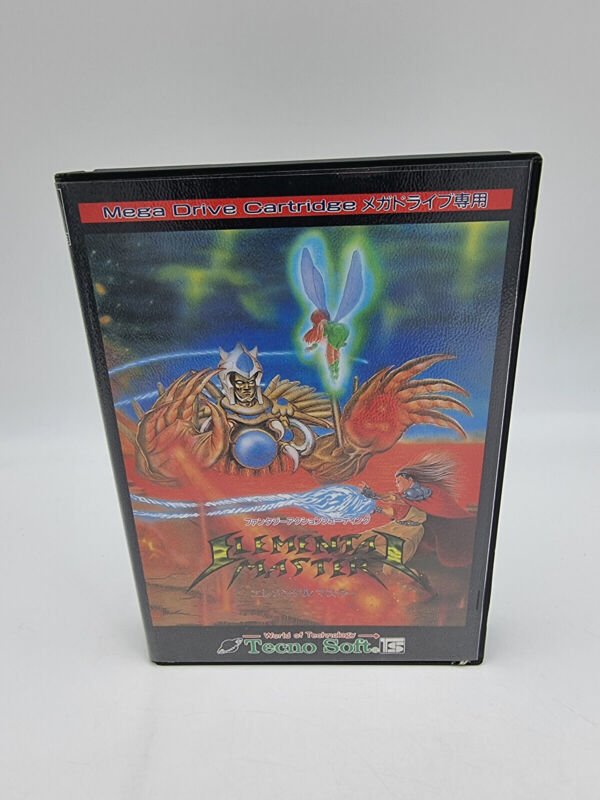 Mega Drive Cartridge メガドライブ専用
ファンタジーアクションシューティング
ELEMENTAL
MASTER
エレメンタルマスター
World of Technology
Tecno Soft. TS